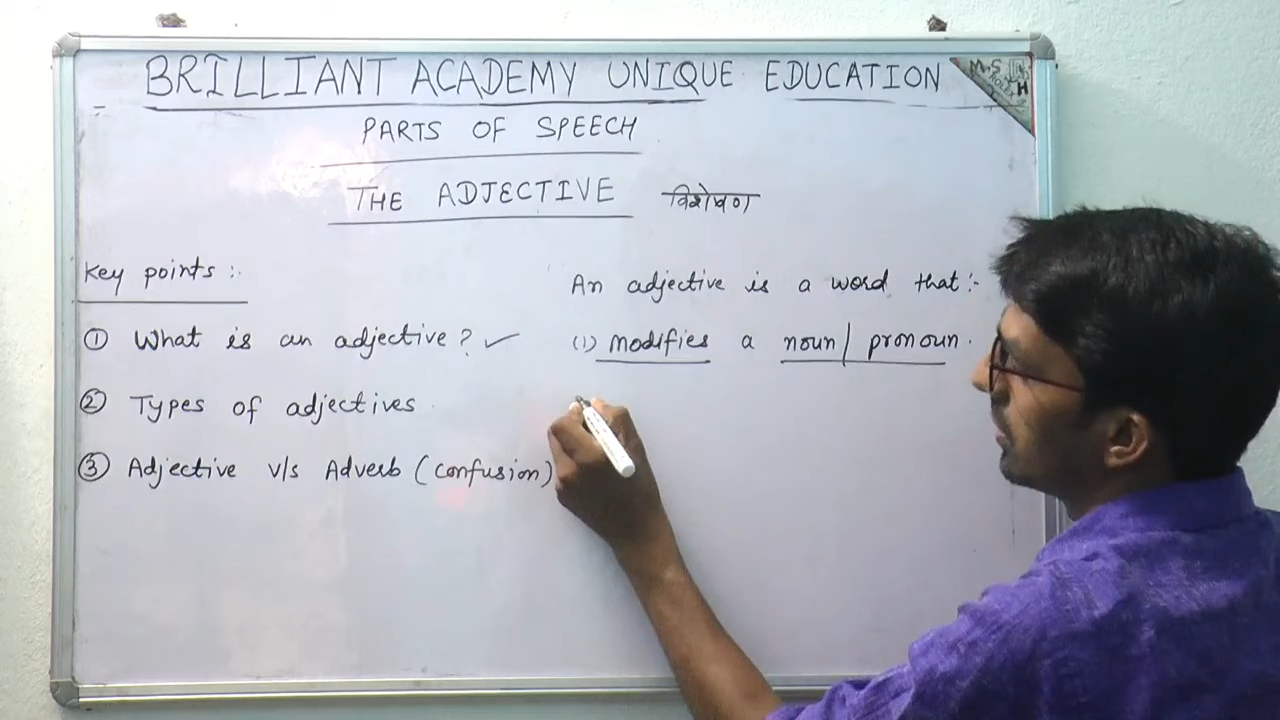 BRILLIANT ACADEMY UNIQUE EDUCATION
PARTS OF SPEECH
THE ADJECTIVE विशेषण
Key points :-
① What is an adjective? ✓
② Types of adjectives
③ Adjective v/s Adverb (confusion)
An adjective is a word that :-
(1) modifies a noun/ pronoun.